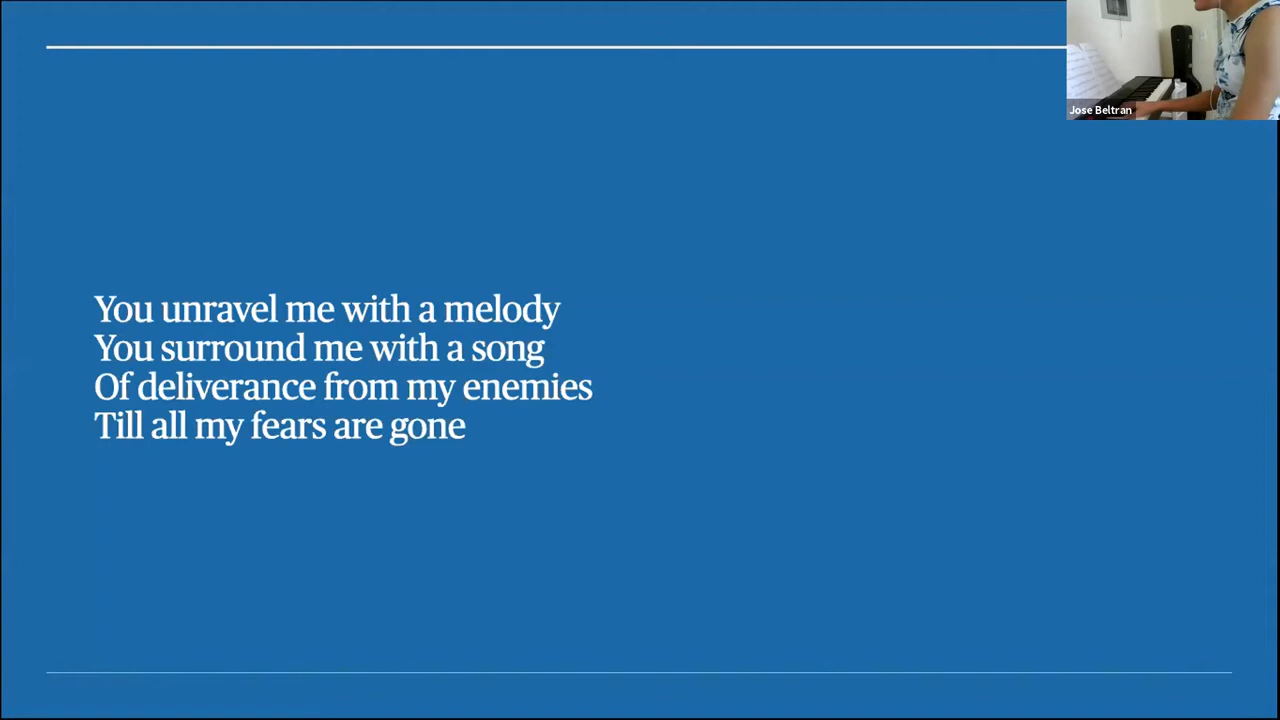 Jose Beltran
You unravel me with a melody
You surround me with a song
Of deliverance from my enemies
Till all my fears are gone